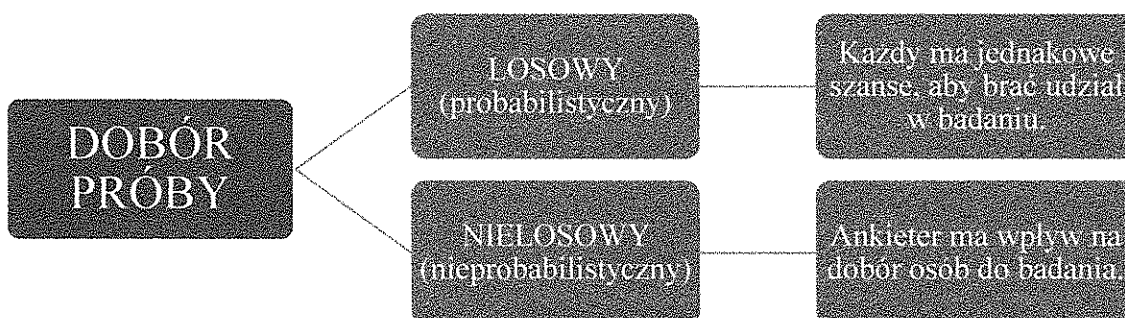 DOBÓR
PRÓBY
LOSOWY
(probabilistyczny)
Każdy ma jednakowe
szanse, aby brać udział
w badaniu.
NIELOSOWY
(nieprobabilistyczny)
Ankieter ma wpływ na
dobór osób do badania.